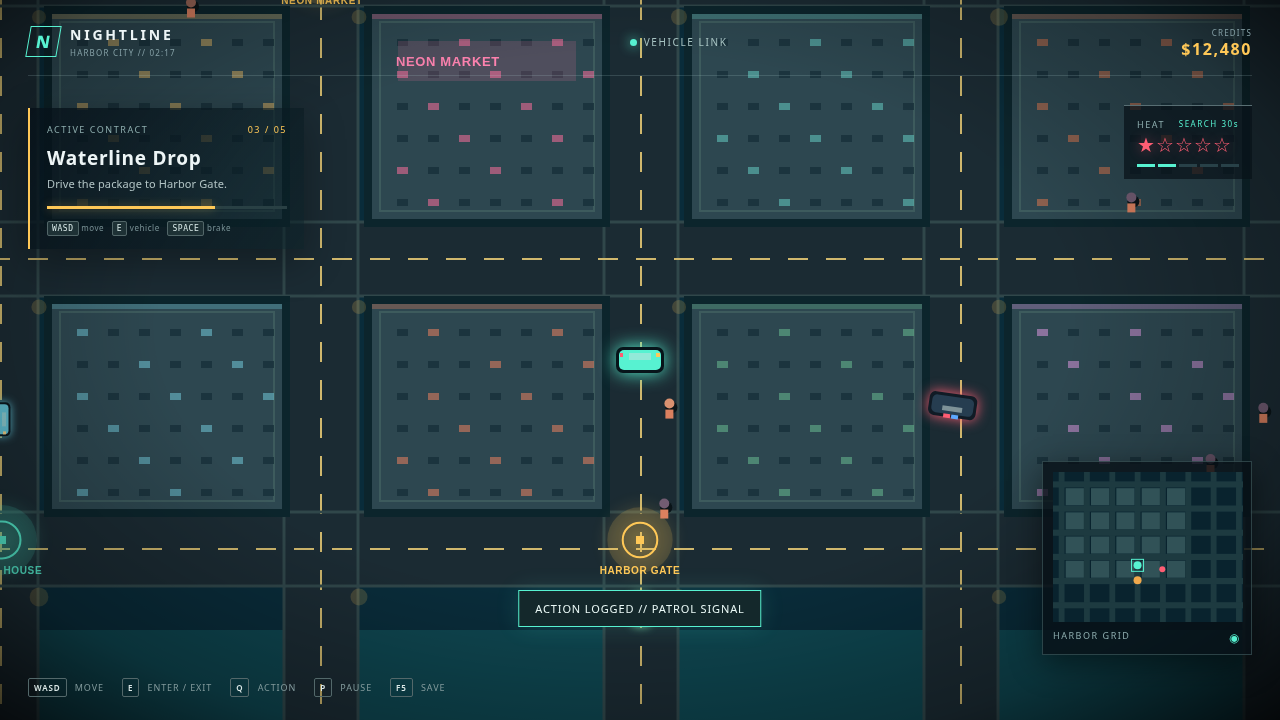 NEON MARKET
N NIGHTLINE
HARBOR CITY // 02:17
NEON MARKET
VEHICLE LINK
CREDITS
$12,480
ACTIVE CONTRACT 03 / 05
Waterline Drop
Drive the package to Harbor Gate.
WASD move E vehicle SPACE brake
HEAT SEARCH 30s
HOUSE
HARBOR GATE
ACTION LOGGED // PATROL SIGNAL
HARBOR GRID
WASD MOVE E ENTER / EXIT Q ACTION P PAUSE F5 SAVE